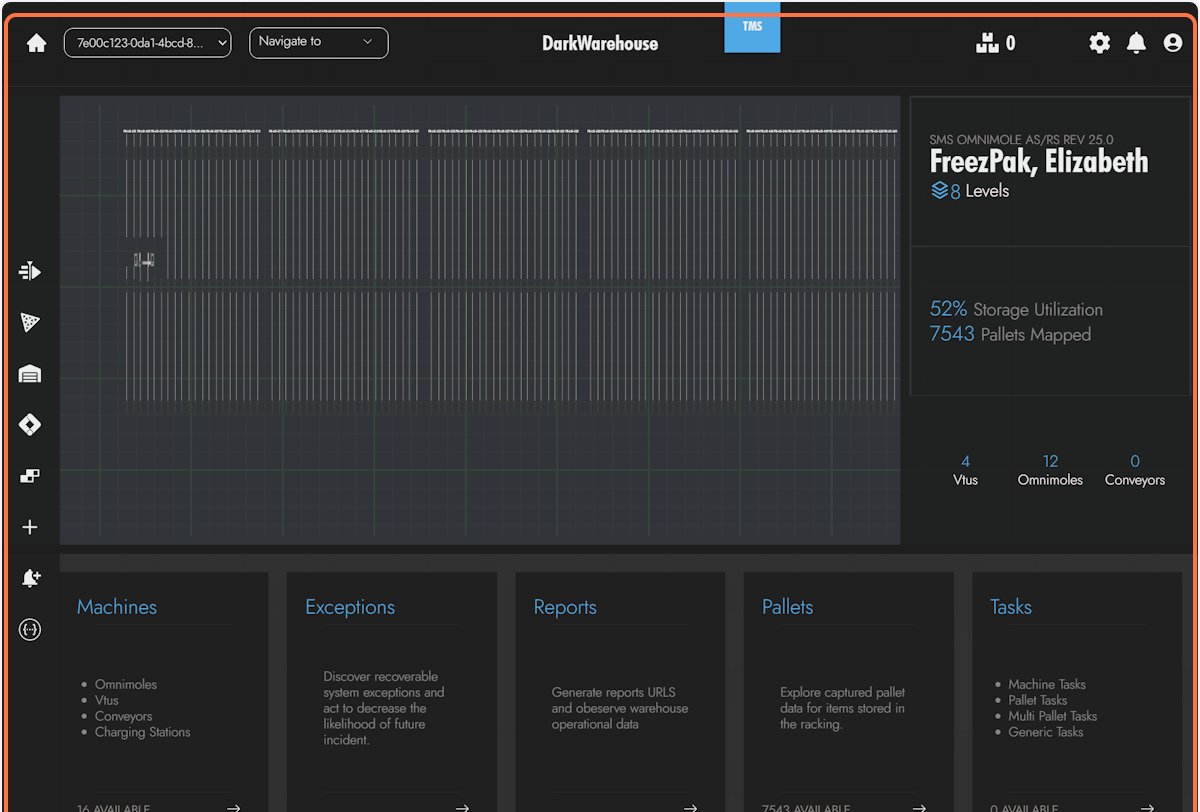 7e00c123-0da1-4bcd-8...
Navigate to
DarkWarehouse
TMS
0
SMS OMNIMOLE AS/RS REV 25.0
FreezPak, Elizabeth
8 Levels
52% Storage Utilization
7543 Pallets Mapped
4
Vtus
12
Omnimoles
0
Conveyors
Machines
Omnimoles
Vtus
Conveyors
Charging Stations
16 AVAILABLE
Exceptions
Discover recoverable
system exceptions and
act to decrease the
likelihood of future
incident.
Reports
Generate reports URLS
and obeserve warehouse
operational data
Pallets
Explore captured pallet
data for items stored in
the racking.
7543 AVAILABLE
Tasks
Machine Tasks
Pallet Tasks
Multi Pallet Tasks
Generic Tasks
0 AVAILABLE